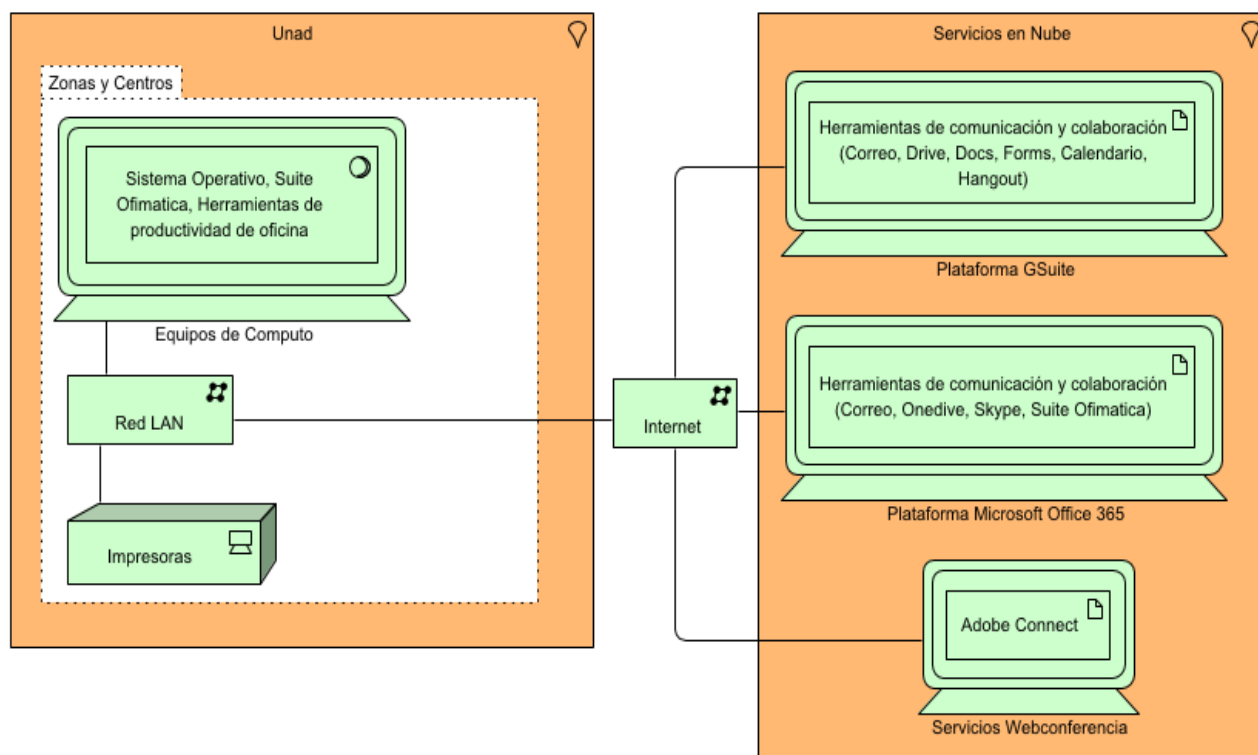 Unad
Zonas y Centros
Sistema Operativo, Suite
Ofimatica, Herramientas de
productividad de oficina
Equipos de Computo
Red LAN
Impresoras
Internet
Servicios en Nube
Herramientas de comunicación y colaboración
(Correo, Drive, Docs, Forms, Calendario,
Hangout)
Plataforma GSuite
Herramientas de comunicación y colaboración
(Correo, Onedive, Skype, Suite Ofimatica)
Plataforma Microsoft Office 365
Adobe Connect
Servicios Webconferencia